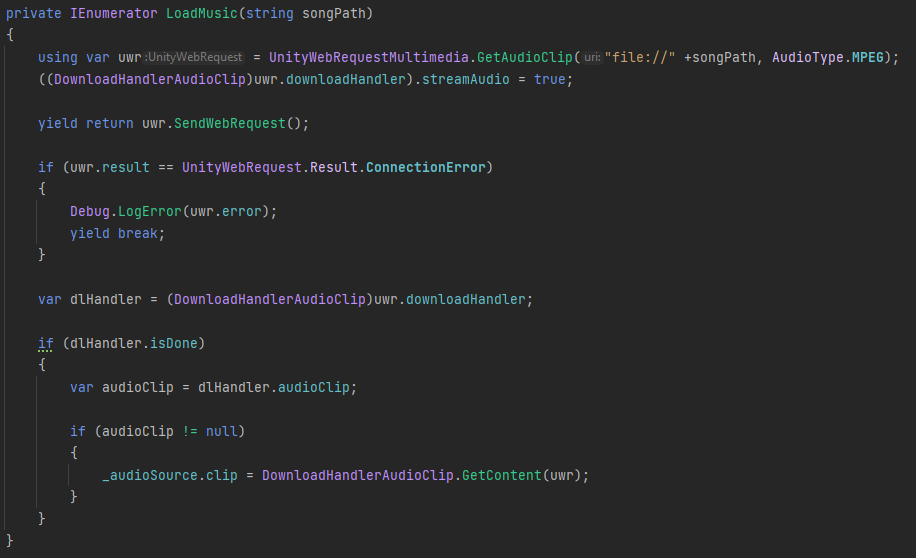 private IEnumerator LoadMusic(string songPath)
{
    using var uwr:UnityWebRequest = UnityWebRequestMultimedia.GetAudioClip(uri:"file://" +songPath, AudioType.MPEG);
    ((DownloadHandlerAudioClip)uwr.downloadHandler).streamAudio = true;

    yield return uwr.SendWebRequest();

    if (uwr.result == UnityWebRequest.Result.ConnectionError)
    {
        Debug.LogError(uwr.error);
        yield break;
    }

    var dlHandler = (DownloadHandlerAudioClip)uwr.downloadHandler;

    if (dlHandler.isDone)
    {
        var audioClip = dlHandler.audioClip;

        if (audioClip != null)
        {
            _audioSource.clip = DownloadHandlerAudioClip.GetContent(uwr);
        }
    }
}